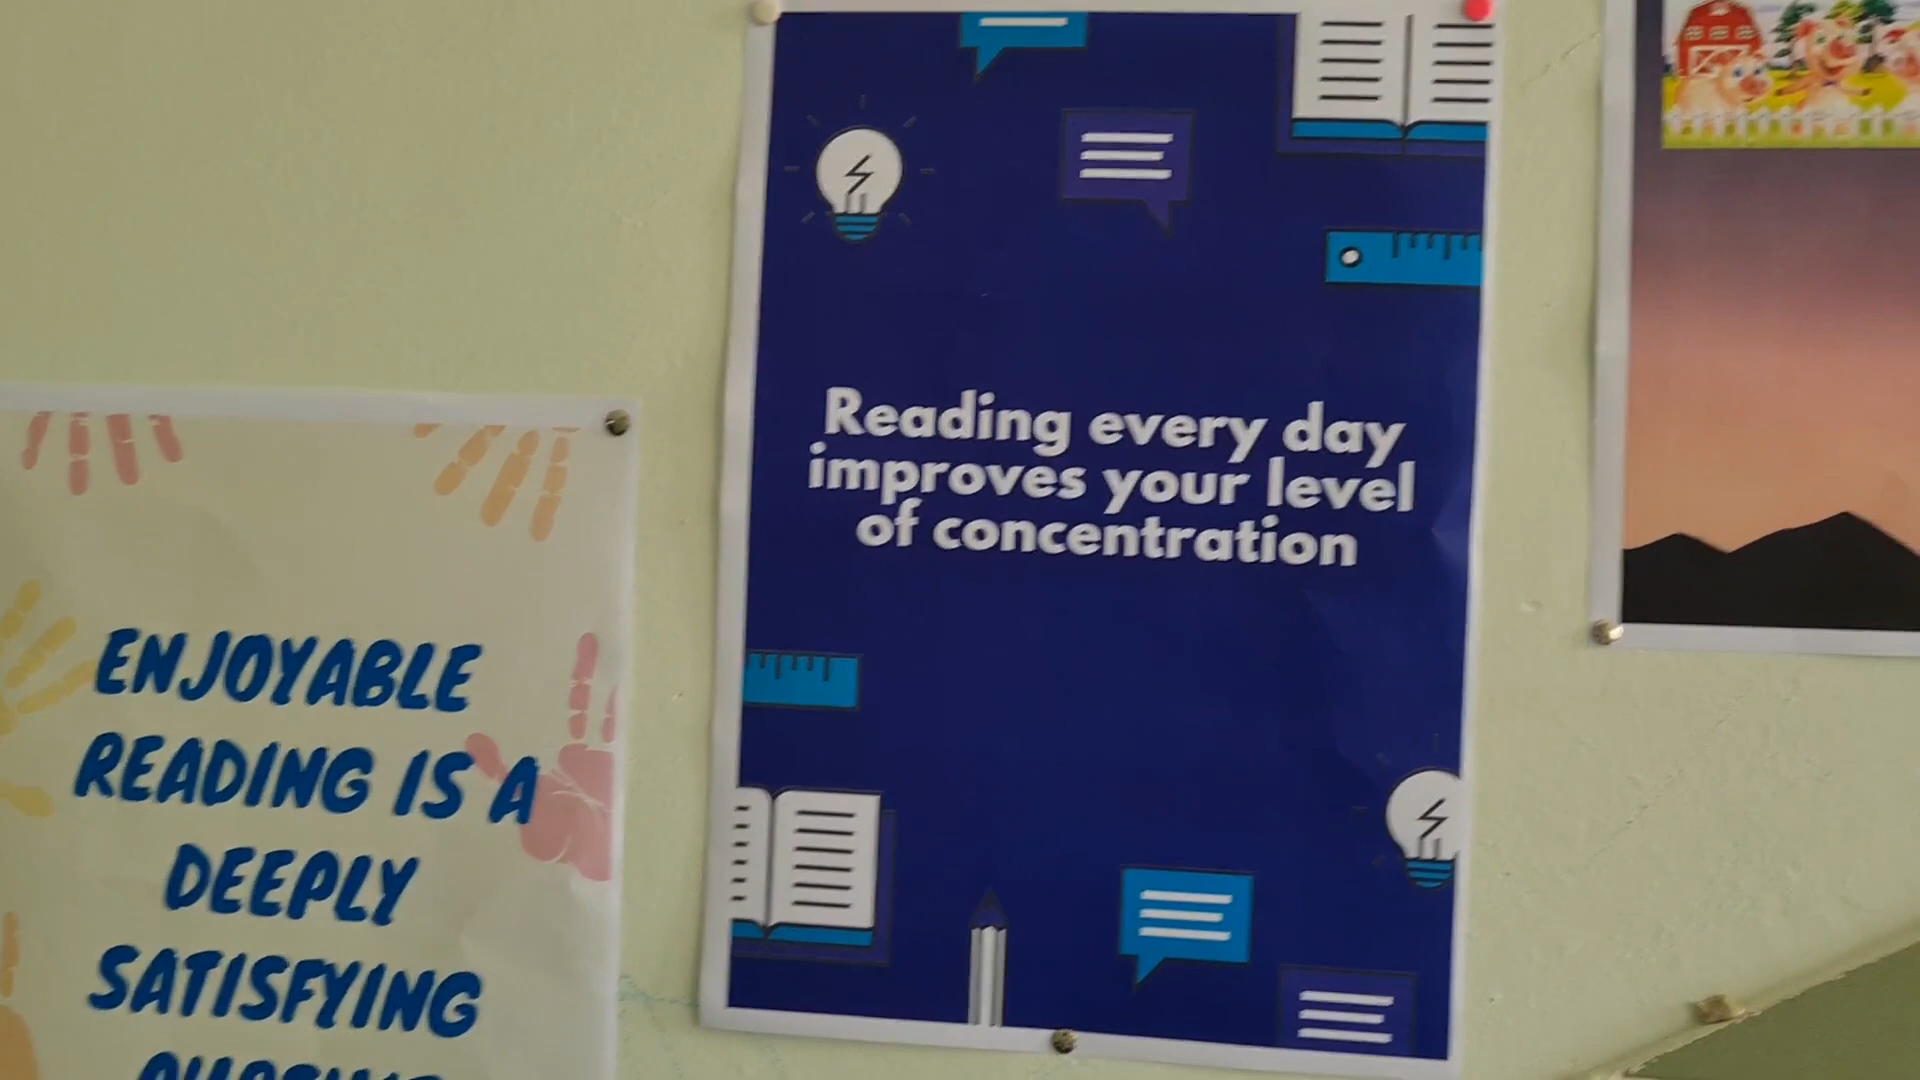 Reading every day
improves your level
of concentration
ENJOYABLE
READING IS A
DEEPLY
SATISFYING